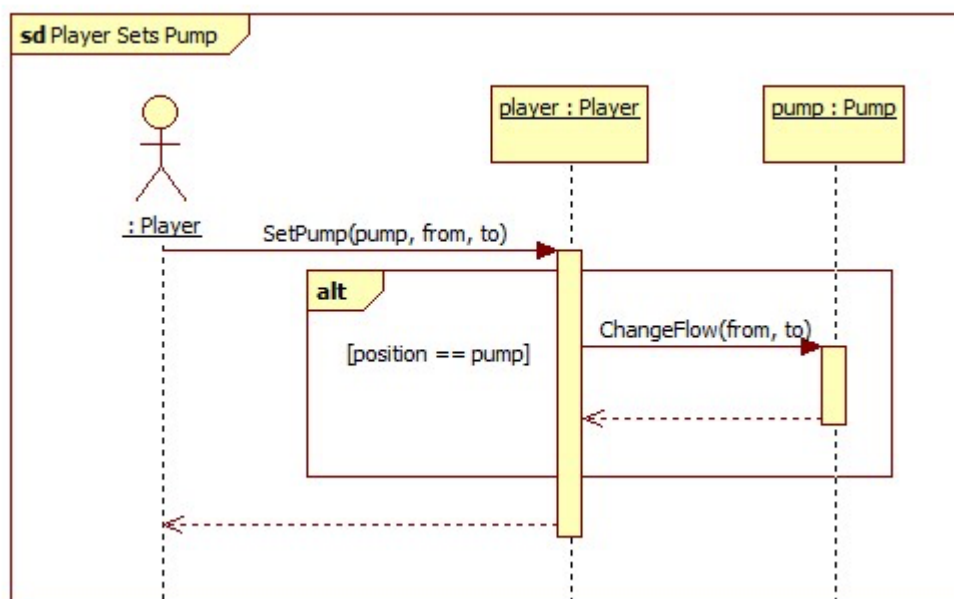 sd Player Sets Pump
player : Player
pump : Pump
: Player
SetPump(pump, from, to)
alt
ChangeFlow(from, to)
[position == pump]